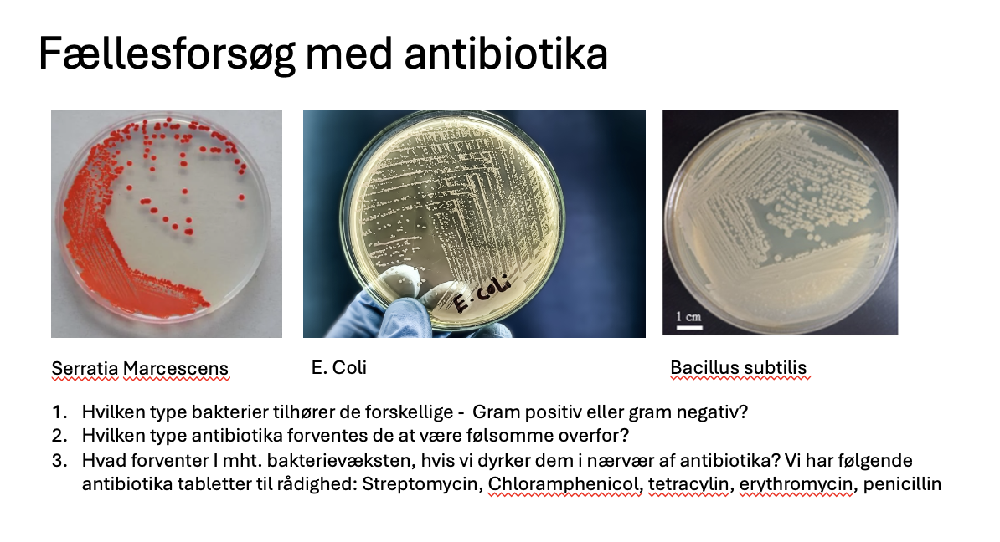 Fællesforsøg med antibiotika
E. Coli
1 cm
Serratia Marcescens
E. Coli
Bacillus subtilis
1. Hvilken type bakterier tilhører de forskellige - Gram positiv eller gram negativ?
2. Hvilken type antibiotika forventes de at være følsomme overfor?
3. Hvad forventer I mht. bakterievæksten, hvis vi dyrker dem i nærvær af antibiotika? Vi har følgende
antibiotika tabletter til rådighed: Streptomycin, Chloramphenicol, tetracylin, erythromycin, penicillin